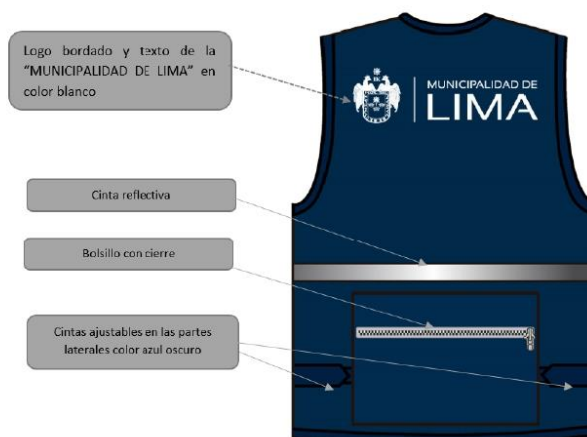 Logo bordado y texto de la
“MUNICIPALIDAD DE LIMA” en
color blanco
MUNICIPALIDAD DE
LIMA
Cinta reflectiva
Bolsillo con cierre
Cintas ajustables en las partes
laterales color azul oscuro